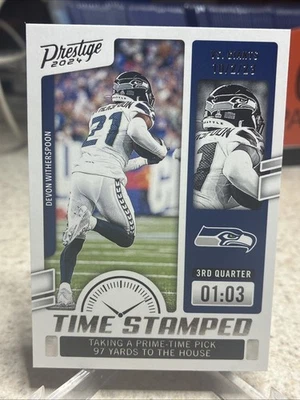 Prestige
2024
DEVON WITHERSPOON
21
3RD QUARTER
01:03
TIME STAMPED
TAKING A PRIME-TIME PICK
97 YARDS TO THE HOUSE